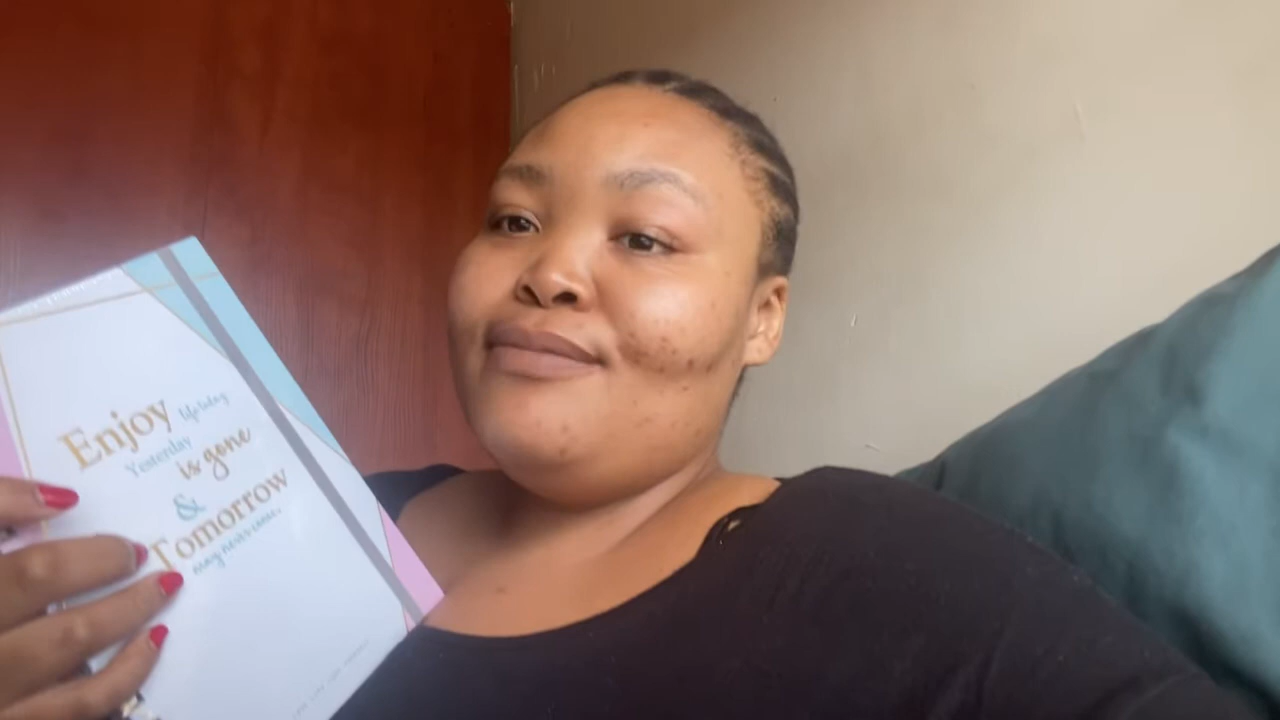 Enjoy life today
Yesterday
is gone
&
Tomorrow
may never come.